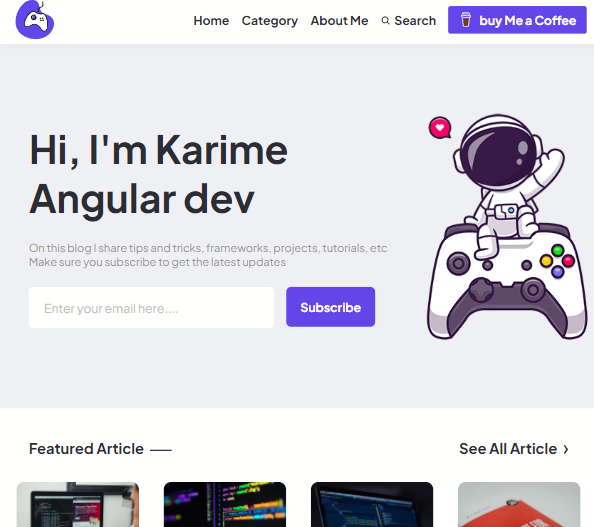 Home Category About Me Search buy Me a Coffee
Hi, I'm Karime
Angular dev
On this blog I share tips and tricks, frameworks, projects, tutorials, etc
Make sure you subscribe to get the latest updates
Enter your email here.... Subscribe
Featured Article See All Article